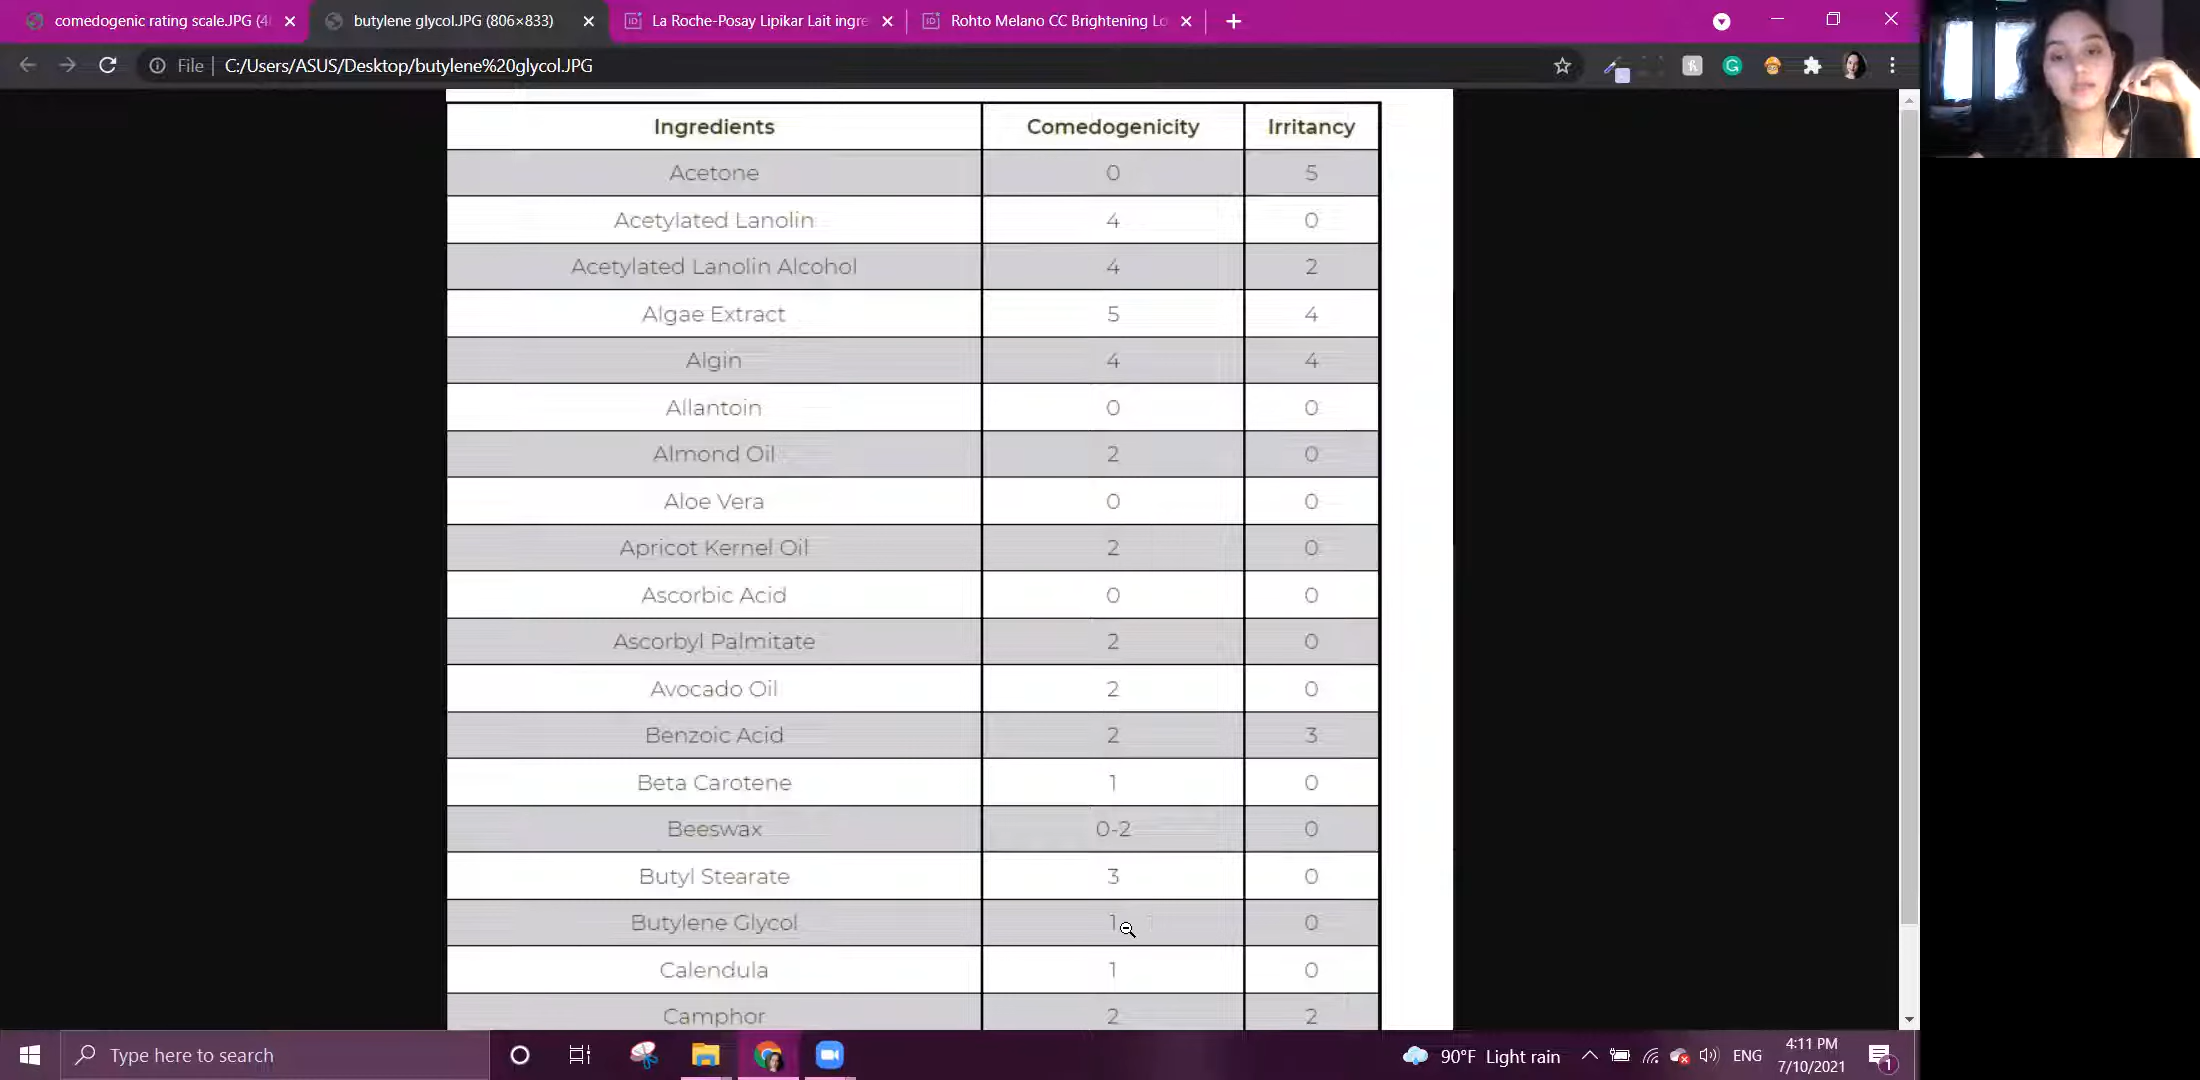 comedogenic rating scale.JPG (4
butylene glycol.JPG (806×833)
La Roche-Posay Lipikar Lait ingre
Rohto Melano CC Brightening Lo
File
C:/Users/ASUS/Desktop/butylene%20glycol.JPG
Ingredients Comedogenicity Irritancy
Acetone 0 5
Acetylated Lanolin 4 0
Acetylated Lanolin Alcohol 4 2
Algae Extract 5 4
Algin 4 4
Allantoin 0 0
Almond Oil 2 0
Aloe Vera 0 0
Apricot Kernel Oil 2 0
Ascorbic Acid 0 0
Ascorbyl Palmitate 2 0
Avocado Oil 2 0
Benzoic Acid 2 3
Beta Carotene 1 0
Beeswax 0-2 0
Butyl Stearate 3 0
Butylene Glycol 1 0
Calendula 1 0
Camphor 2 2
Type here to search
90°F Light rain
ENG
4:11 PM
7/10/2021
1